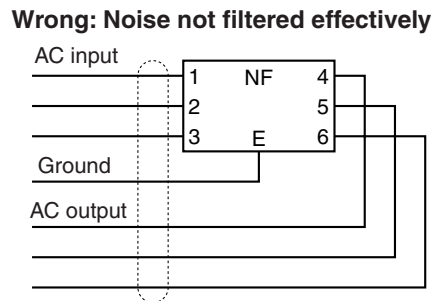 Wrong: Noise not filtered effectively
AC input
1 NF 4
2 5
3 E 6
Ground
AC output